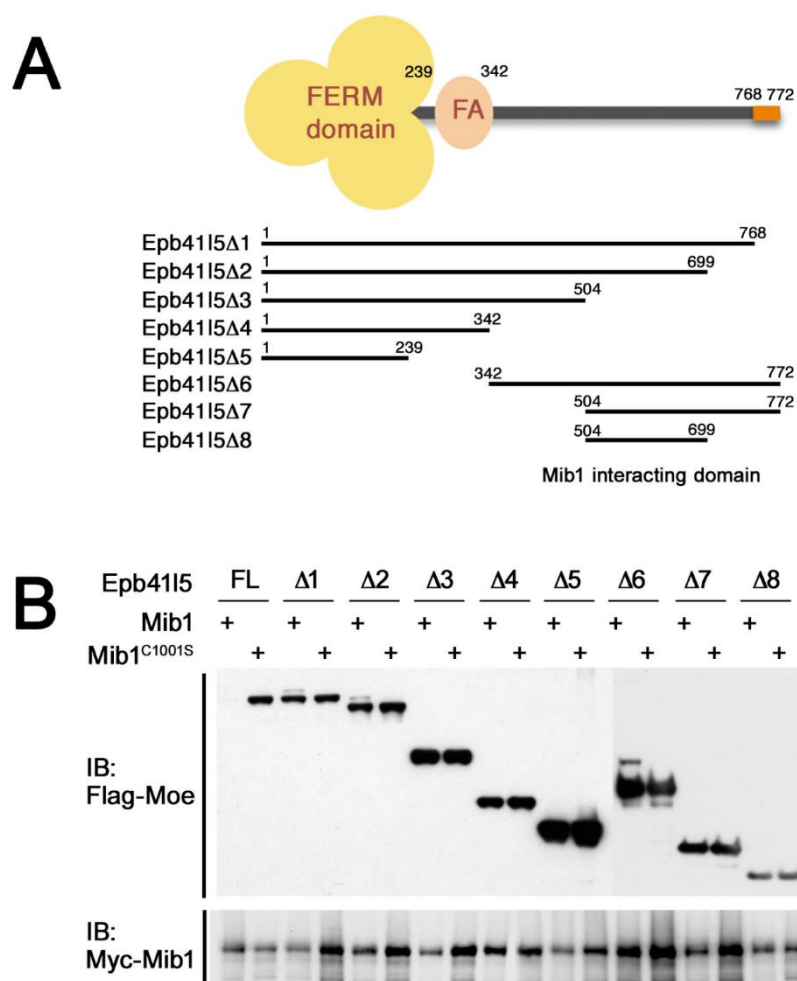 A
239 342 768 772
FERM
domain
FA
Epb41l5Δ1 1 768
Epb41l5Δ2 1 699
Epb41l5Δ3 1 504
Epb41l5Δ4 1 342
Epb41l5Δ5 1 239
Epb41l5Δ6 342 772
Epb41l5Δ7 504 772
Epb41l5Δ8 504 699
Mib1 interacting domain
B
Epb41l5 FL Δ1 Δ2 Δ3 Δ4 Δ5 Δ6 Δ7 Δ8
Mib1 + + + + + + + + +
Mib1C1001S + + + + + + + + +
IB:
Flag-Moe
IB:
Myc-Mib1